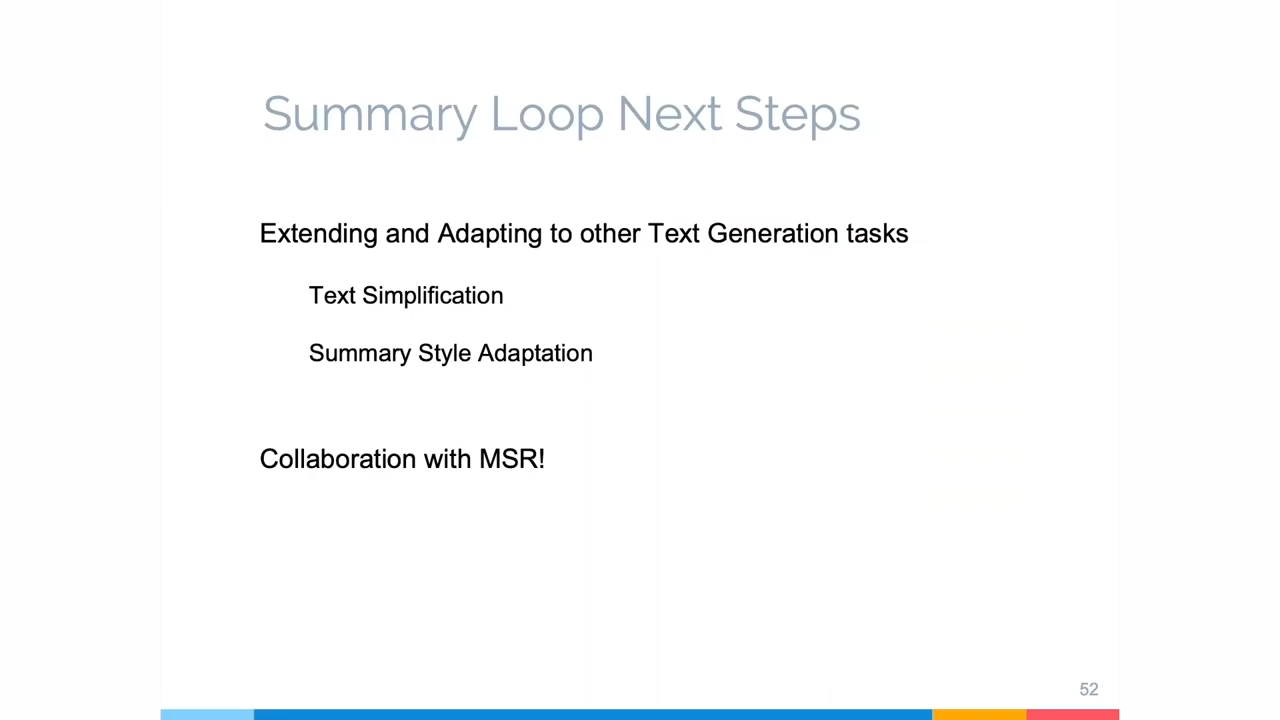 Summary Loop Next Steps
Extending and Adapting to other Text Generation tasks
Text Simplification
Summary Style Adaptation
Collaboration with MSR!
52